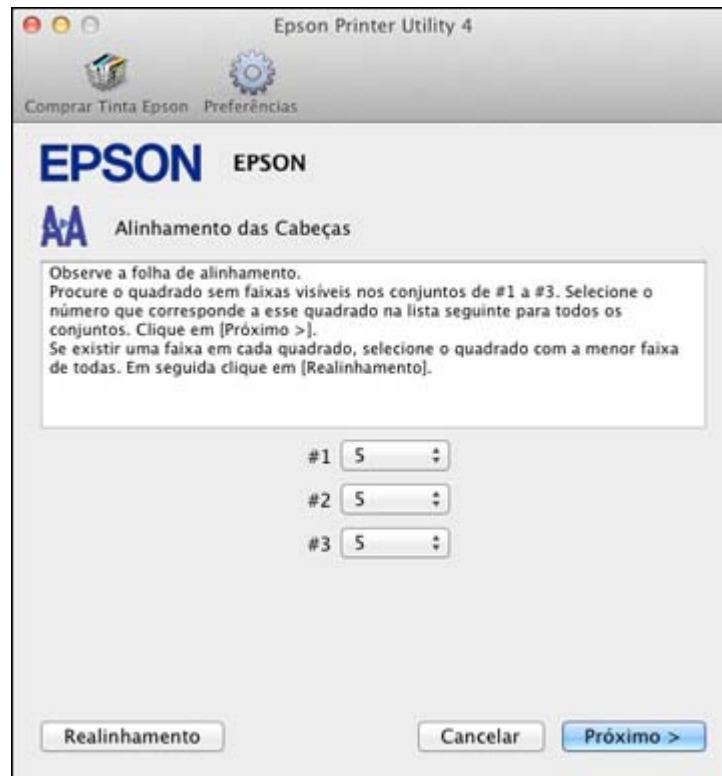 Epson Printer Utility 4
Comprar Tinta Epson Preferências
EPSON EPSON
Alinhamento das Cabeças
Observe a folha de alinhamento.
Procure o quadrado sem faixas visíveis nos conjuntos de #1 a #3. Selecione o
número que corresponde a esse quadrado na lista seguinte para todos os
conjuntos. Clique em [Próximo >].
Se existir uma faixa em cada quadrado, selecione o quadrado com a menor faixa
de todas. Em seguida clique em [Realinhamento].
#1 5
#2 5
#3 5
Realinhamento Cancelar Próximo >